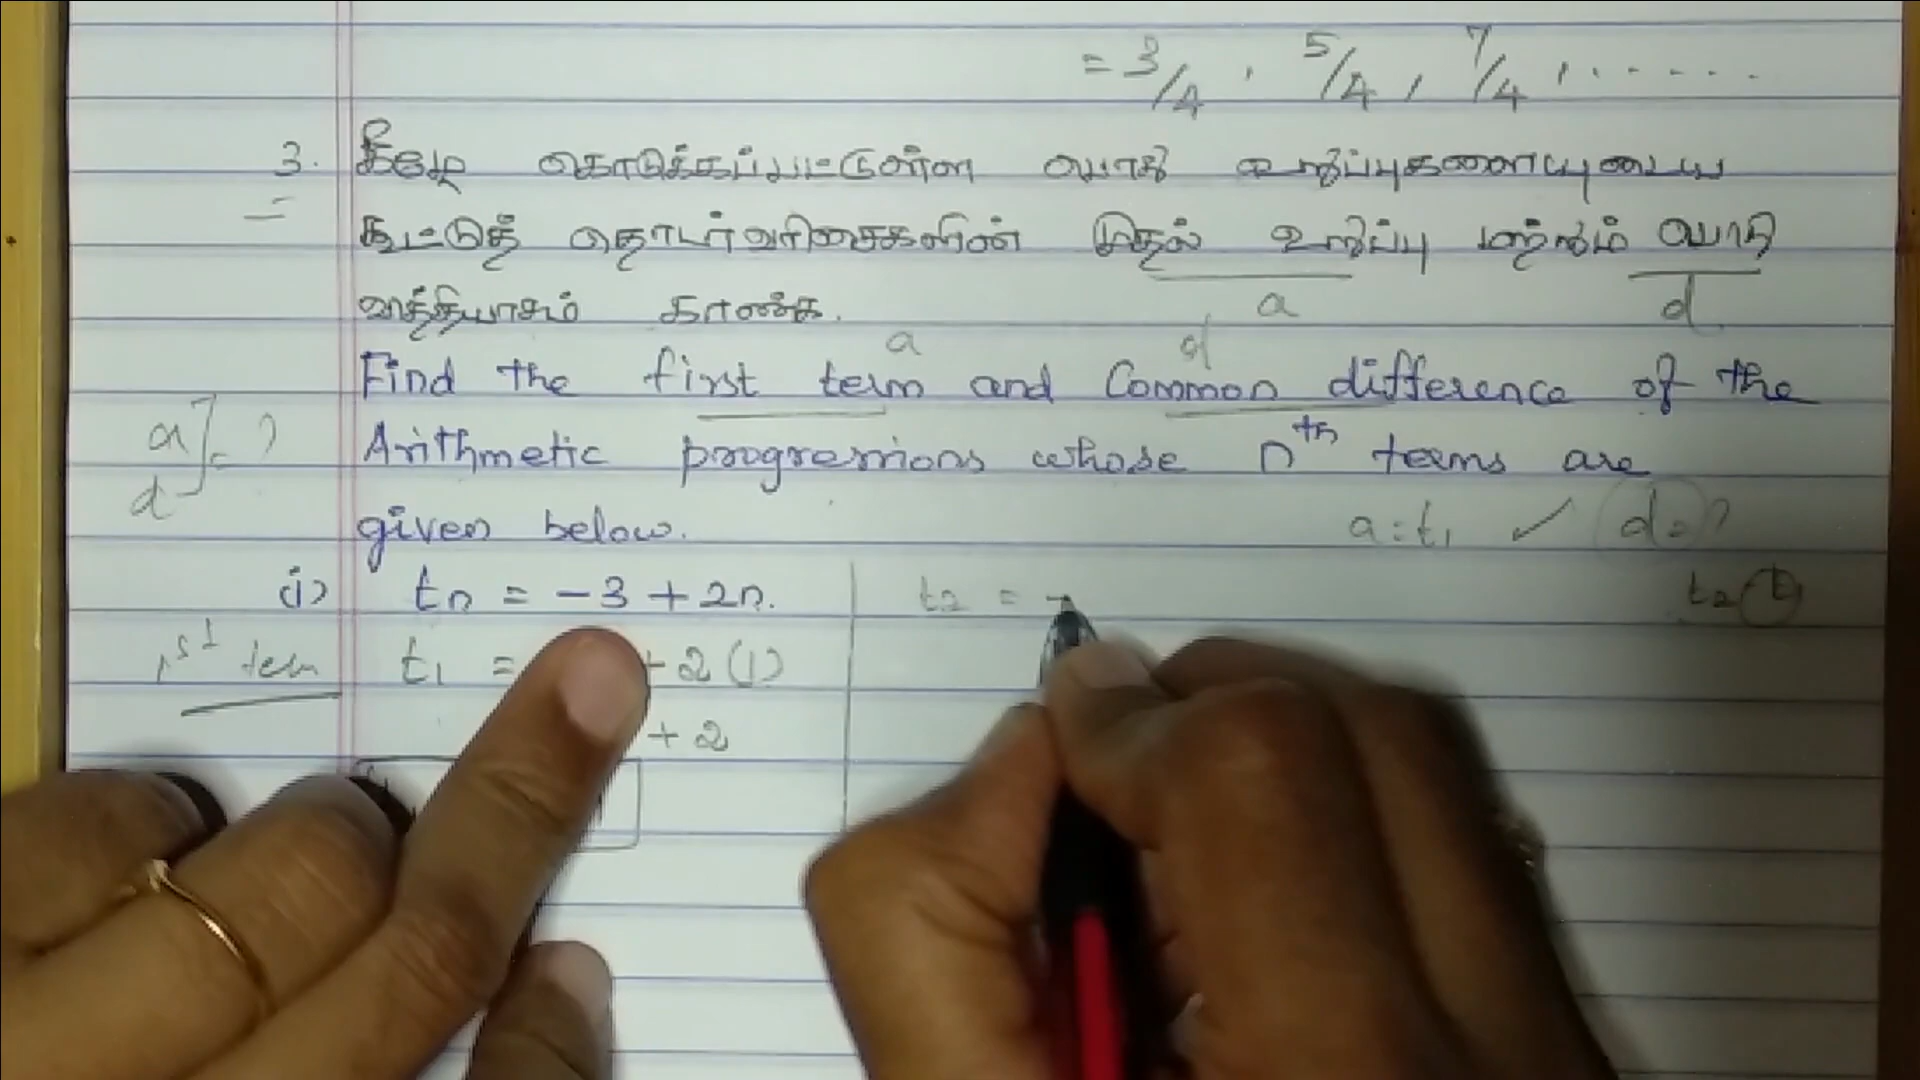 = 3/4 , 5/4 , 7/4 , . . . . . .
3. கீழே கொடுக்கப்பட்டுள்ள பொது உறுப்புகளையுடைய
கூட்டுத் தொடர்வரிசைகளின் முதல் உறுப்பு மற்றும் பொது
வித்தியாசம் காண்க.
a d
a d
Find the first term and Common difference of the
a
d ] = ?
Arithmetic progressions whose nth terms are
given below.
a = t1 ✓ d = ?
(i) tn = -3 + 2n.
t2 = -
t2 - t1
1st term t1 = + 2(1)
+ 2